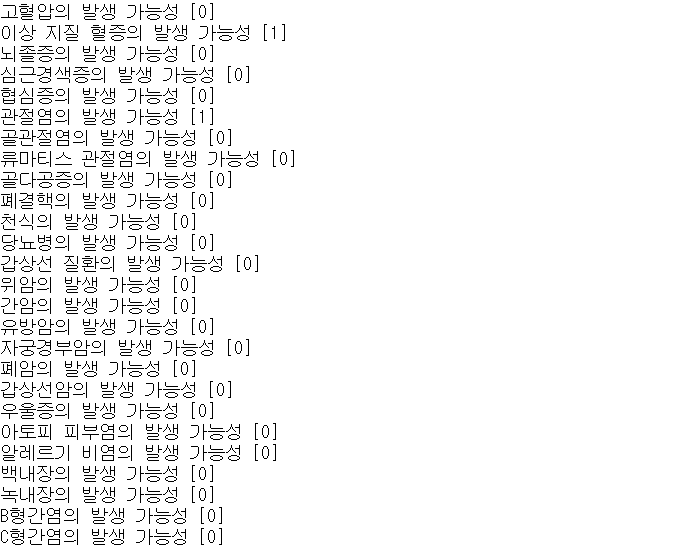 고혈압의 발생 가능성 [0]
이상 지질 혈증의 발생 가능성 [1]
뇌졸증의 발생 가능성 [0]
심근경색증의 발생 가능성 [0]
협심증의 발생 가능성 [0]
관절염의 발생 가능성 [1]
골관절염의 발생 가능성 [0]
류마티스 관절염의 발생 가능성 [0]
골다공증의 발생 가능성 [0]
폐결핵의 발생 가능성 [0]
천식의 발생 가능성 [0]
당뇨병의 발생 가능성 [0]
갑상선 질환의 발생 가능성 [0]
위암의 발생 가능성 [0]
간암의 발생 가능성 [0]
유방암의 발생 가능성 [0]
자궁경부암의 발생 가능성 [0]
폐암의 발생 가능성 [0]
갑상선암의 발생 가능성 [0]
우울증의 발생 가능성 [0]
아토피 피부염의 발생 가능성 [0]
알레르기 비염의 발생 가능성 [0]
백내장의 발생 가능성 [0]
녹내장의 발생 가능성 [0]
B형간염의 발생 가능성 [0]
C형간염의 발생 가능성 [0]